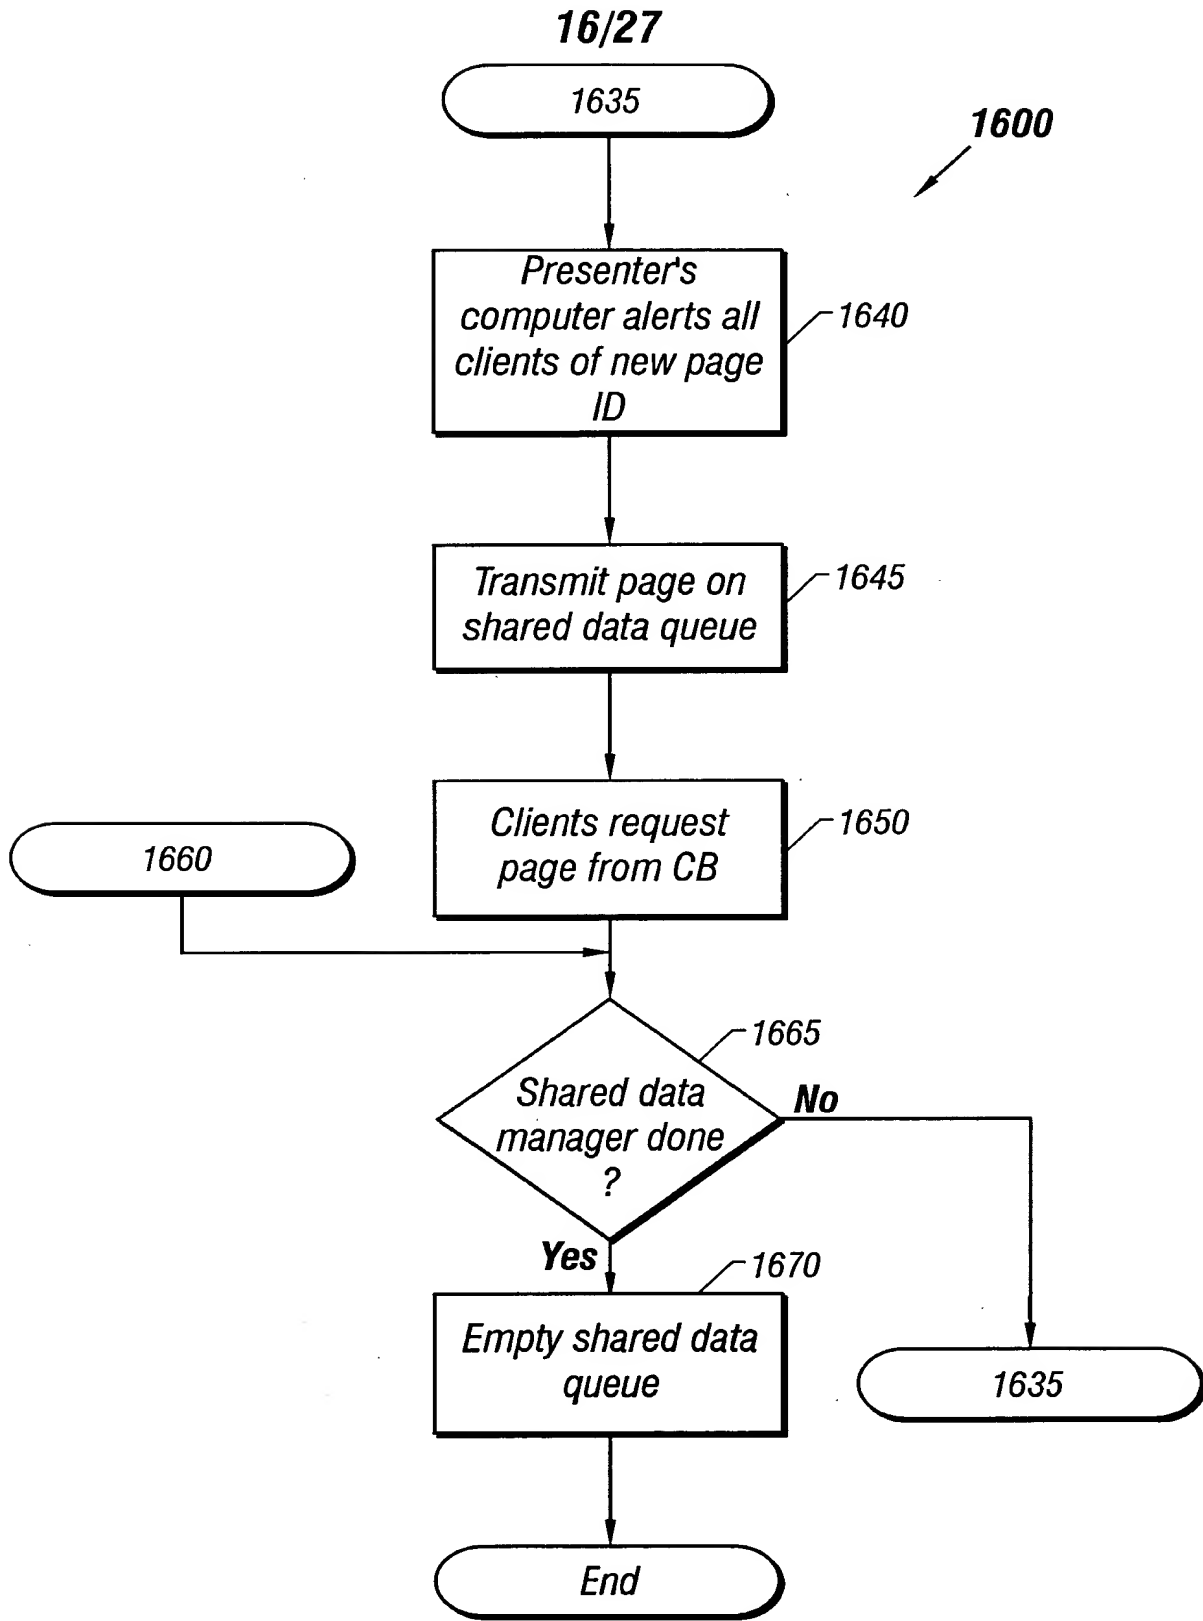 16/27
1635
1600
Presenter's
computer alerts all
clients of new page
ID
1640
Transmit page on
shared data queue
1645
Clients request
page from CB
1650
1660
1665
Shared data
manager done
?
No
Yes
1670
Empty shared data
queue
1635
End